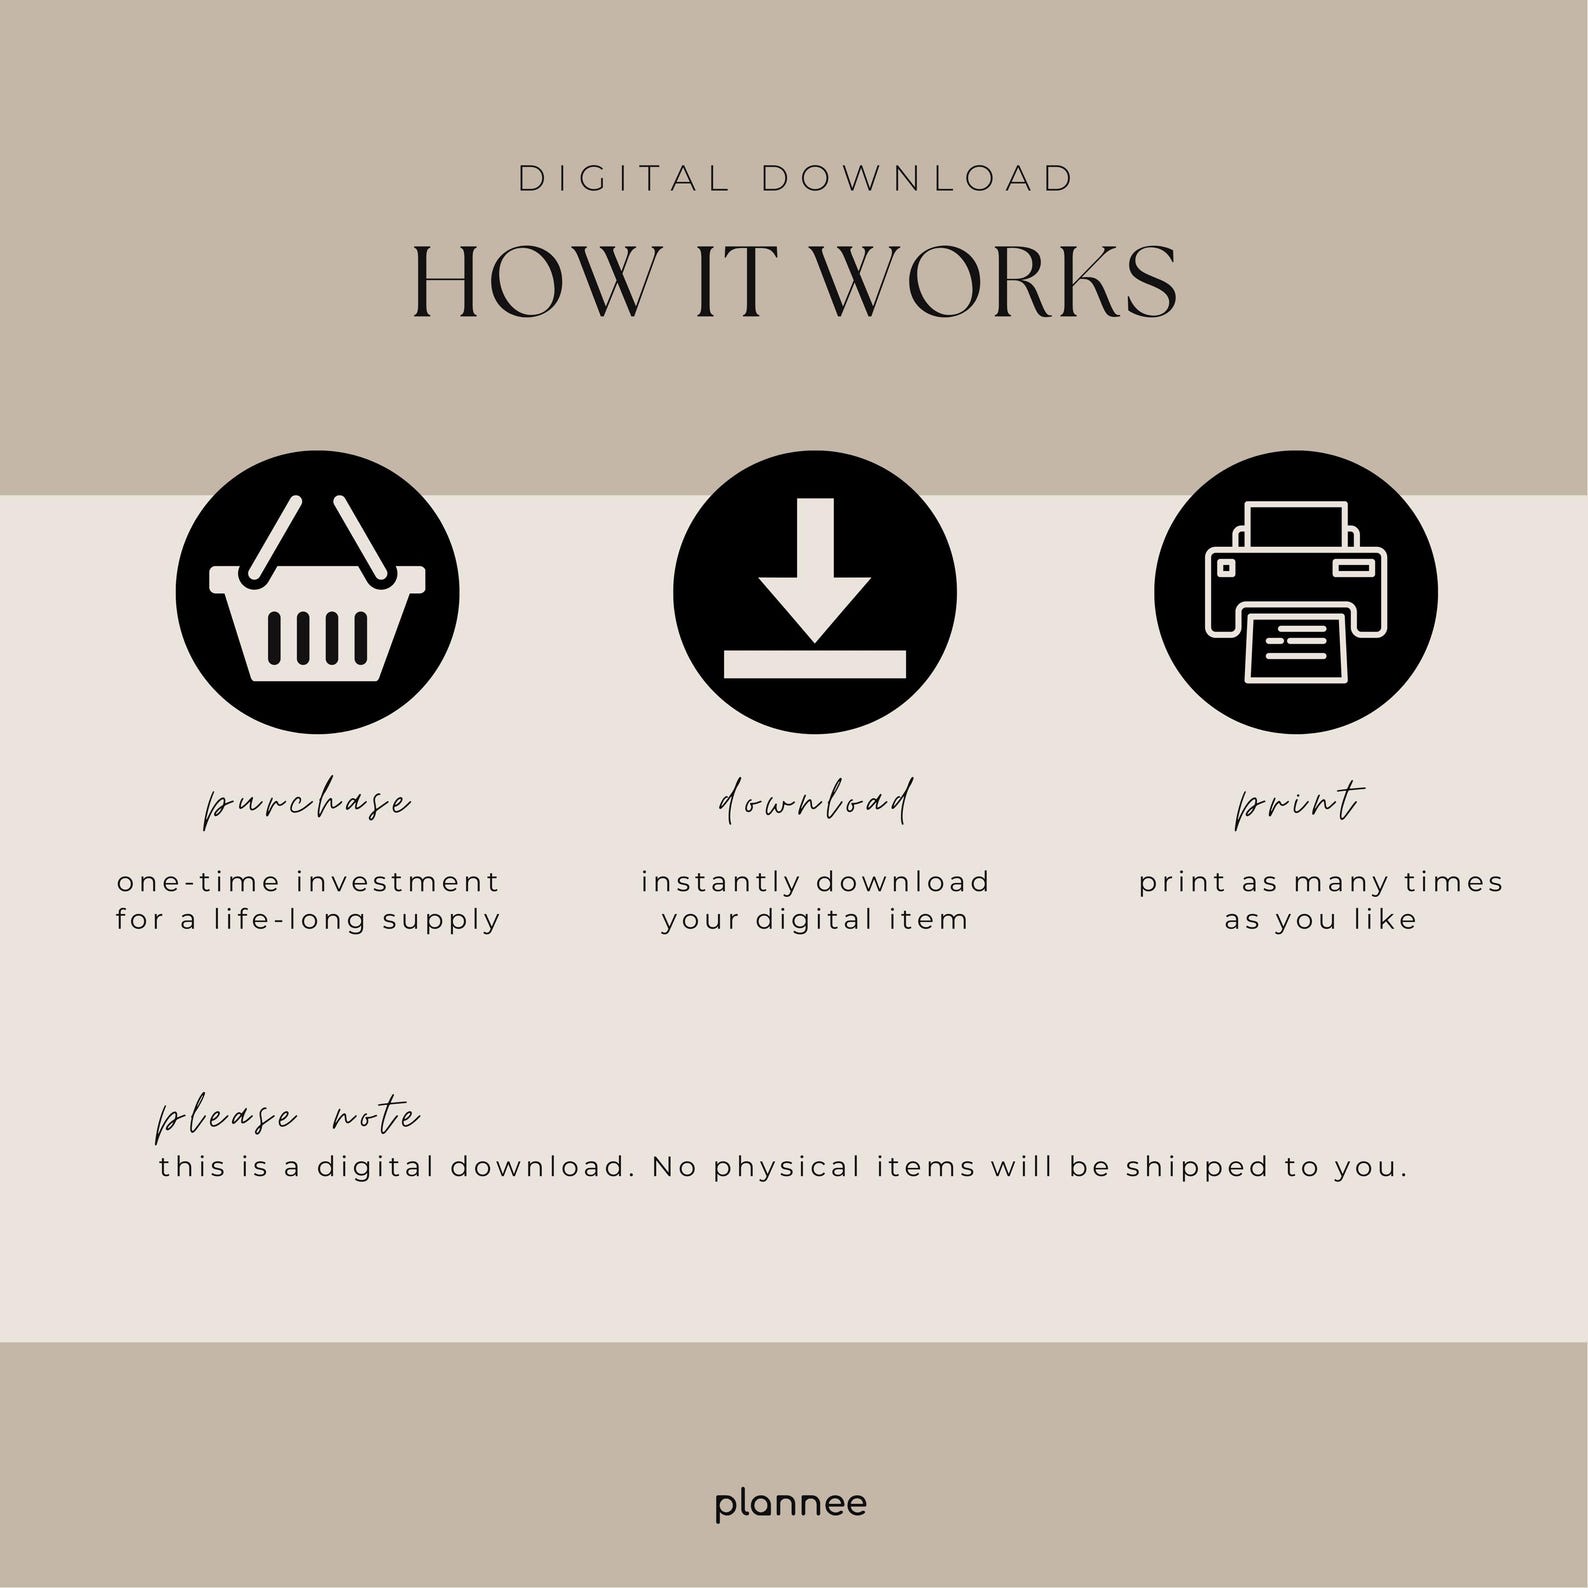 DIGITAL DOWNLOAD
HOW IT WORKS
purchase
one-time investment
for a life-long supply
download
instantly download
your digital item
print
print as many times
as you like
please note
this is a digital download. No physical items will be shipped to you.
plannee